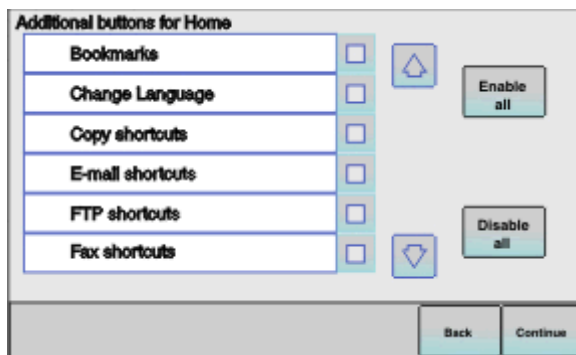 Additional buttons for Home
Bookmarks
Change Language
Copy shortcuts
E-mail shortcuts
FTP shortcuts
Fax shortcuts
Enable
all
Disable
all
Back
Continue